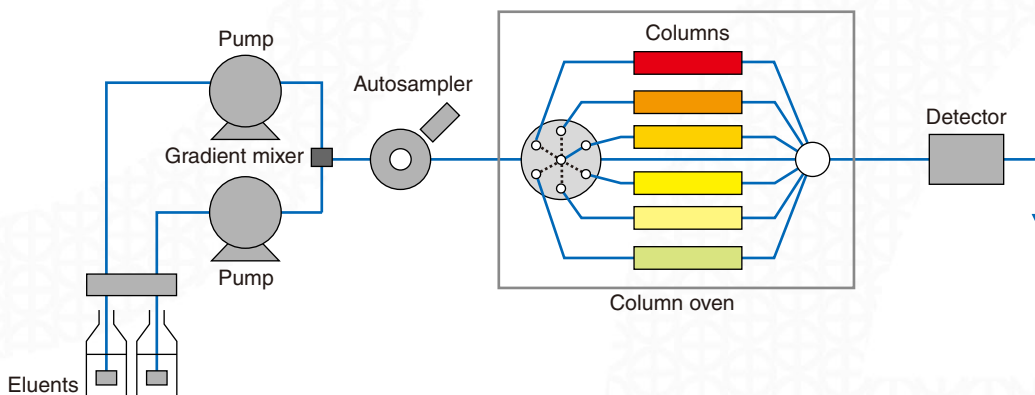 Pump
Columns
Autosampler
Detector
Gradient mixer
Pump
Column oven
Eluents